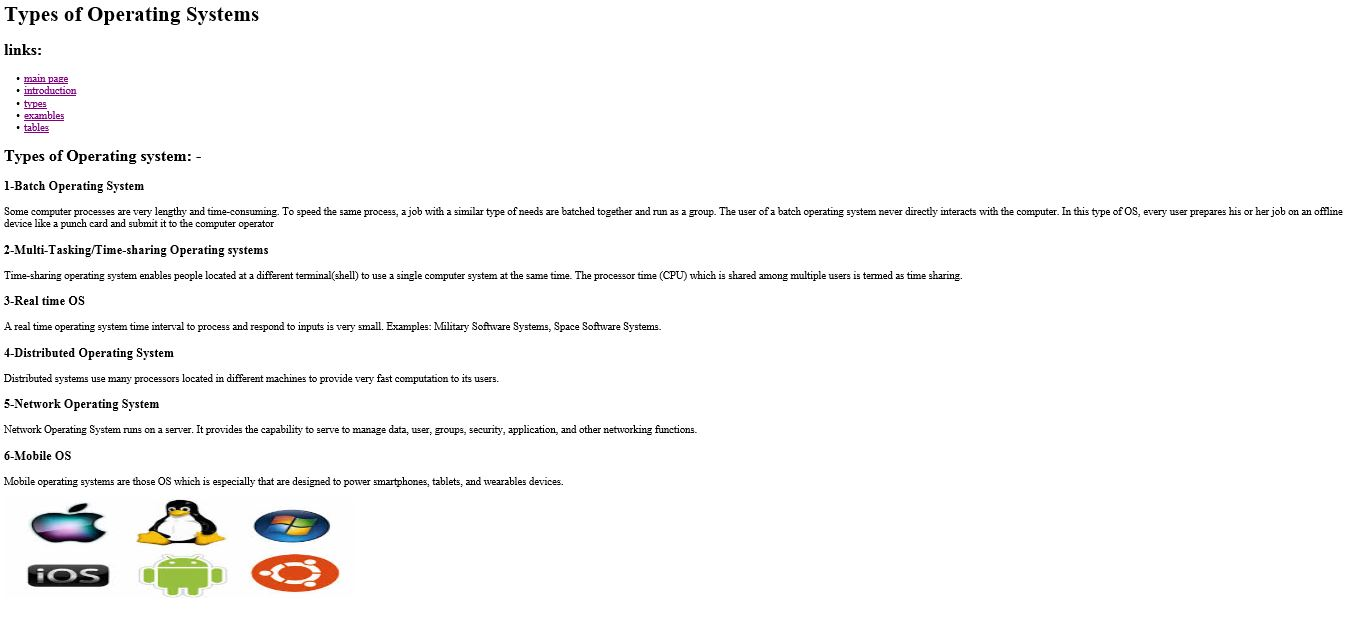 Types of Operating Systems
links:
• main page
• introduction
• types
• exambles
• tables
Types of Operating system: -
1-Batch Operating System
Some computer processes are very lengthy and time-consuming. To speed the same process, a job with a similar type of needs are batched together and run as a group. The user of a batch operating system never directly interacts with the computer. In this type of OS, every user prepares his or her job on an offline
device like a punch card and submit it to the computer operator
2-Multi-Tasking/Time-sharing Operating systems
Time-sharing operating system enables people located at a different terminal(shell) to use a single computer system at the same time. The processor time (CPU) which is shared among multiple users is termed as time sharing.
3-Real time OS
A real time operating system time interval to process and respond to inputs is very small. Examples: Military Software Systems, Space Software Systems.
4-Distributed Operating System
Distributed systems use many processors located in different machines to provide very fast computation to its users.
5-Network Operating System
Network Operating System runs on a server. It provides the capability to serve to manage data, user, groups, security, application, and other networking functions.
6-Mobile OS
Mobile operating systems are those OS which is especially that are designed to power smartphones, tablets, and wearables devices.
iOS